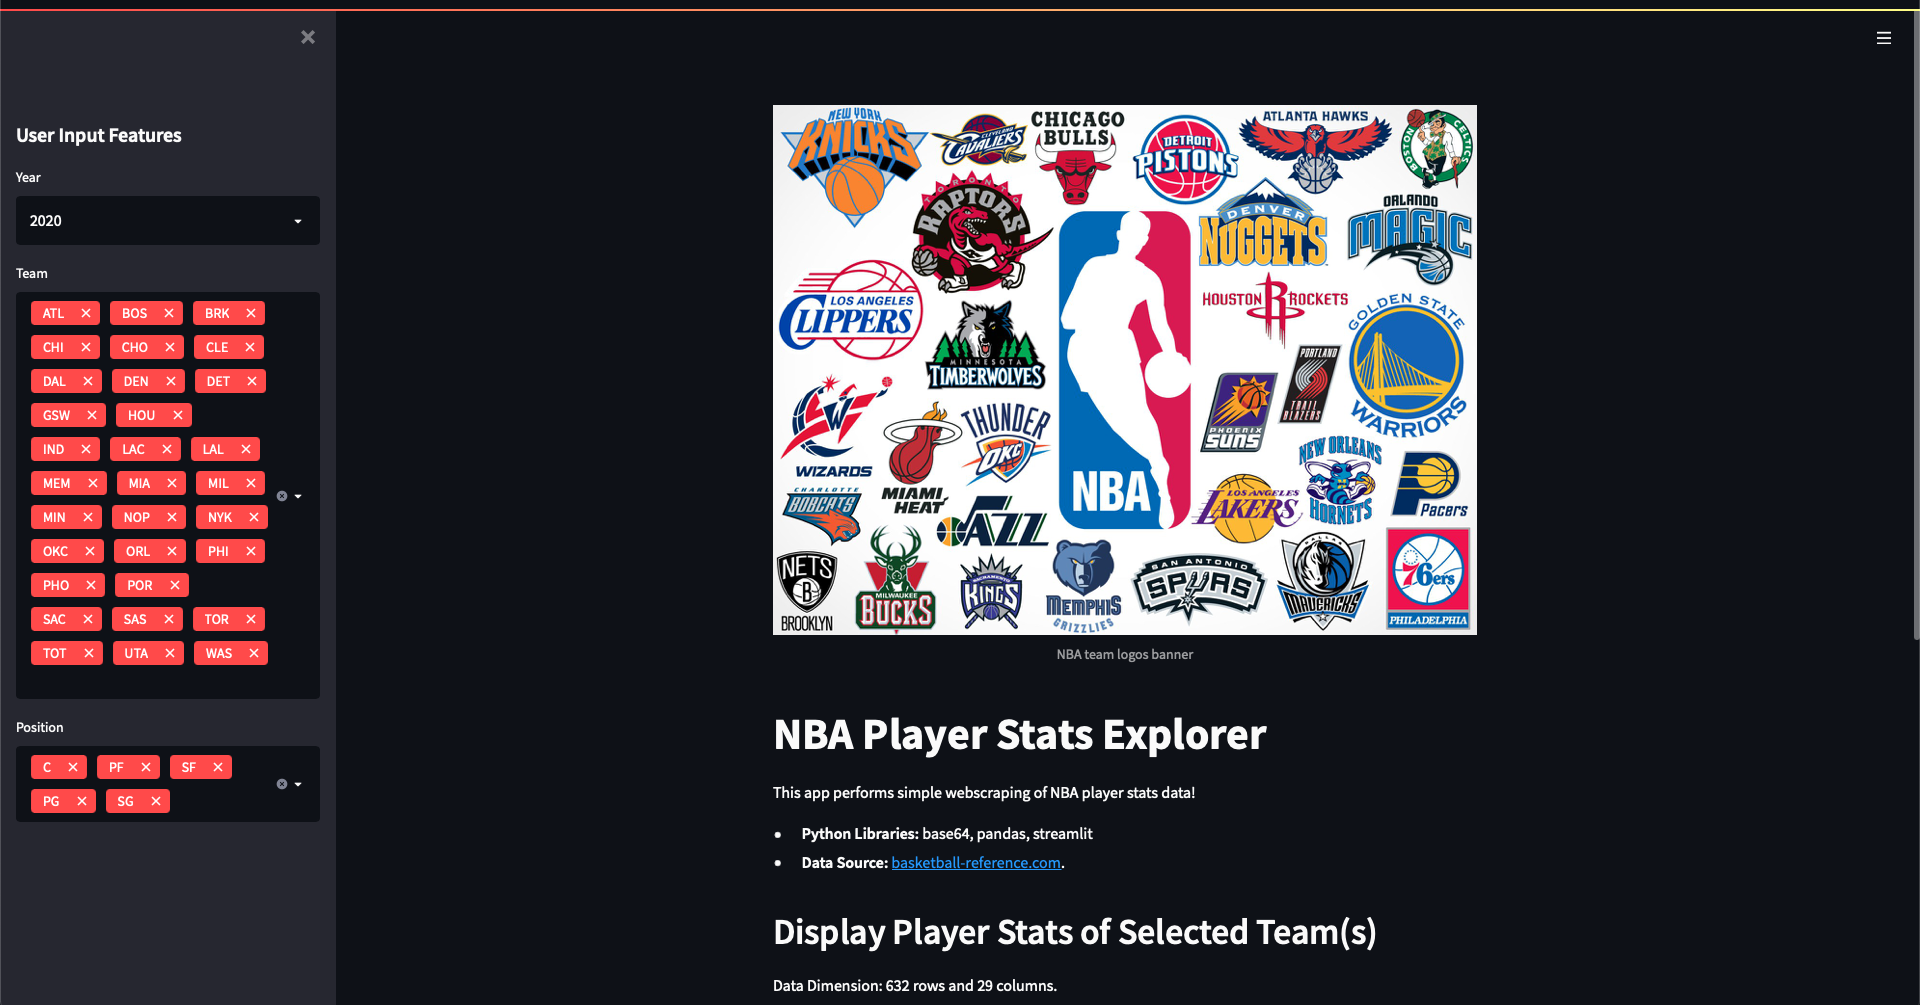 User Input Features
Year
2020
Team
ATL BOS BRK
CHI CHO CLE
DAL DEN DET
GSW HOU
IND LAC LAL
MEM MIA MIL
MIN NOP NYK
OKC ORL PHI
PHO POR
SAC SAS TOR
TOT UTA WAS
Position
C PF SF
PG SG
NEW YORK
KNICKS
CLEVELAND
CAVALIERS
CHICAGO
BULLS
DETROIT
PISTONS
ATLANTA HAWKS
BOSTON
CELTICS
TORONTO
RAPTORS
DENVER
NUGGETS
ORLANDO
MAGIC
LOS ANGELES
CLIPPERS
MINNESOTA
TIMBERWOLVES
HOUSTON ROCKETS
GOLDEN STATE
WARRIORS
PORTLAND
TRAIL
BLAZERS
PHOENIX
SUNS
WIZARDS
MIAMI
HEAT
THUNDER
OKC
NBA
NEW ORLEANS
HORNETS
LOS ANGELES
LAKERS
Pacers
CHARLOTTE
BOBCATS
JAZZ
NETS
B
BROOKLYN
MILWAUKEE
BUCKS
SACRAMENTO
KINGS
MEMPHIS
GRIZZLIES
SAN ANTONIO
SPURS
DALLAS
MAVERICKS
76ers
PHILADELPHIA
NBA team logos banner
NBA Player Stats Explorer
This app performs simple webscraping of NBA player stats data!
• Python Libraries: base64, pandas, streamlit
• Data Source: basketball-reference.com.
Display Player Stats of Selected Team(s)
Data Dimension: 632 rows and 29 columns.